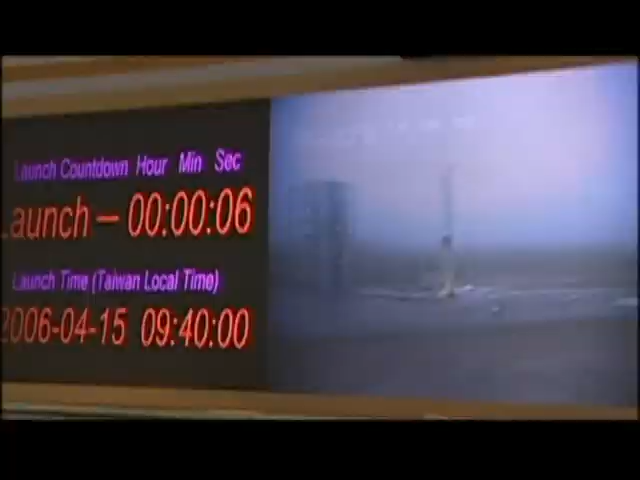 Launch Countdown Hour Min Sec
Launch – 00:00:06
Launch Time (Taiwan Local Time)
2006-04-15 09:40:00